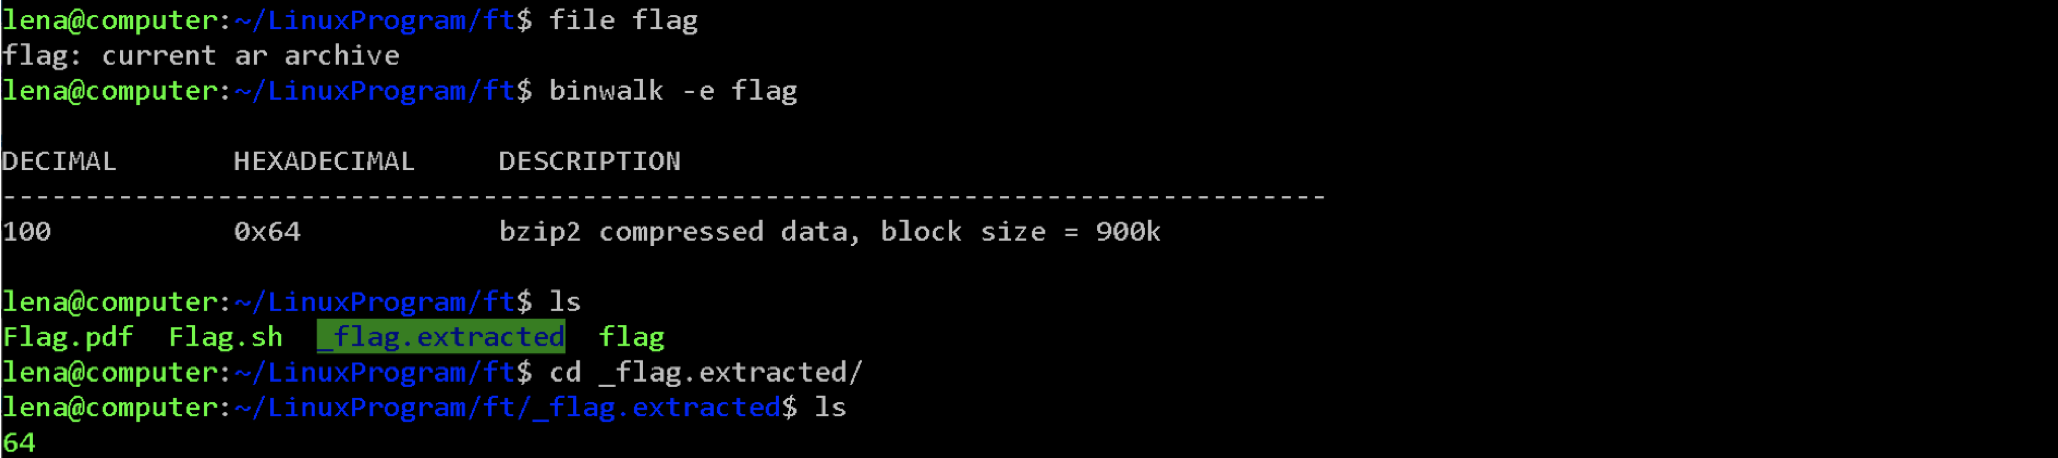 lena@computer:~/LinuxProgram/ft$ file flag
flag: current ar archive
lena@computer:~/LinuxProgram/ft$ binwalk -e flag
DECIMAL       HEXADECIMAL     DESCRIPTION
--------------------------------------------------------------------------------
100           0x64            bzip2 compressed data, block size = 900k
lena@computer:~/LinuxProgram/ft$ ls
Flag.pdf  Flag.sh  _flag.extracted  flag
lena@computer:~/LinuxProgram/ft$ cd _flag.extracted/
lena@computer:~/LinuxProgram/ft/_flag.extracted$ ls
64